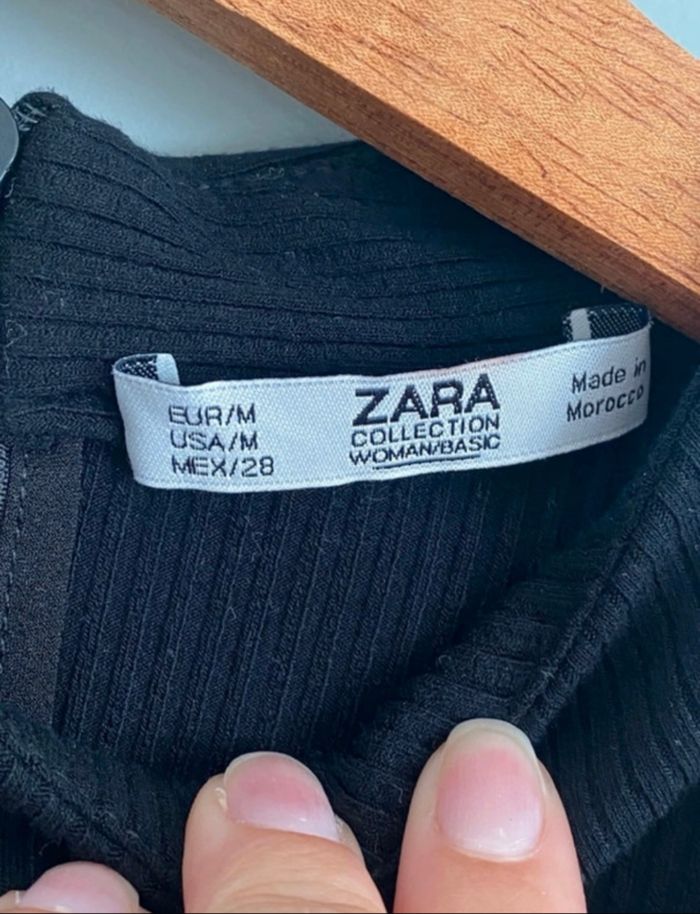 EUR/M
USA/M
MEX/28
ZARA
COLLECTION
WOMAN/BASIC
Made in
Morocco